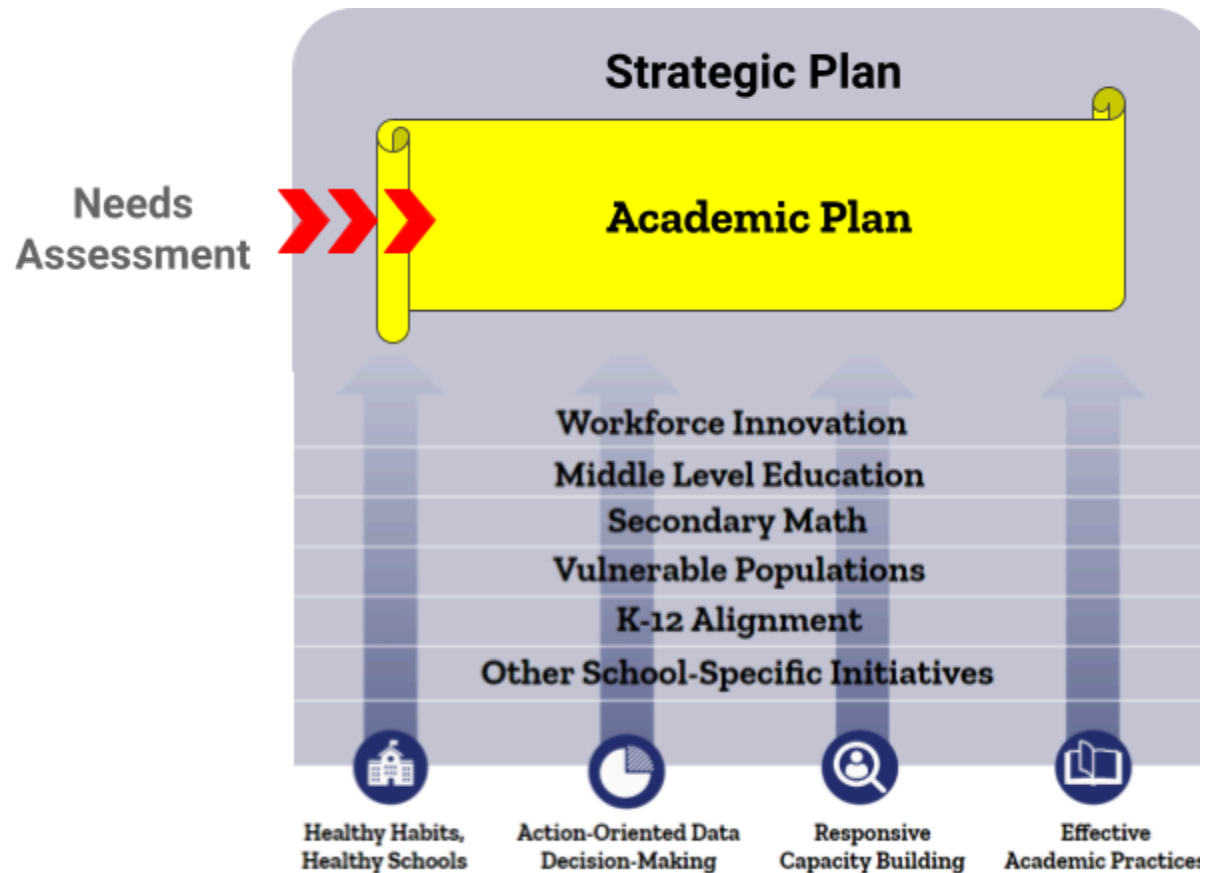 Strategic Plan
Needs
Assessment
Academic Plan
Workforce Innovation
Middle Level Education
Secondary Math
Vulnerable Populations
K-12 Alignment
Other School-Specific Initiatives
Healthy Habits,
Healthy Schools
Action-Oriented Data
Decision-Making
Responsive
Capacity Building
Effective
Academic Practices